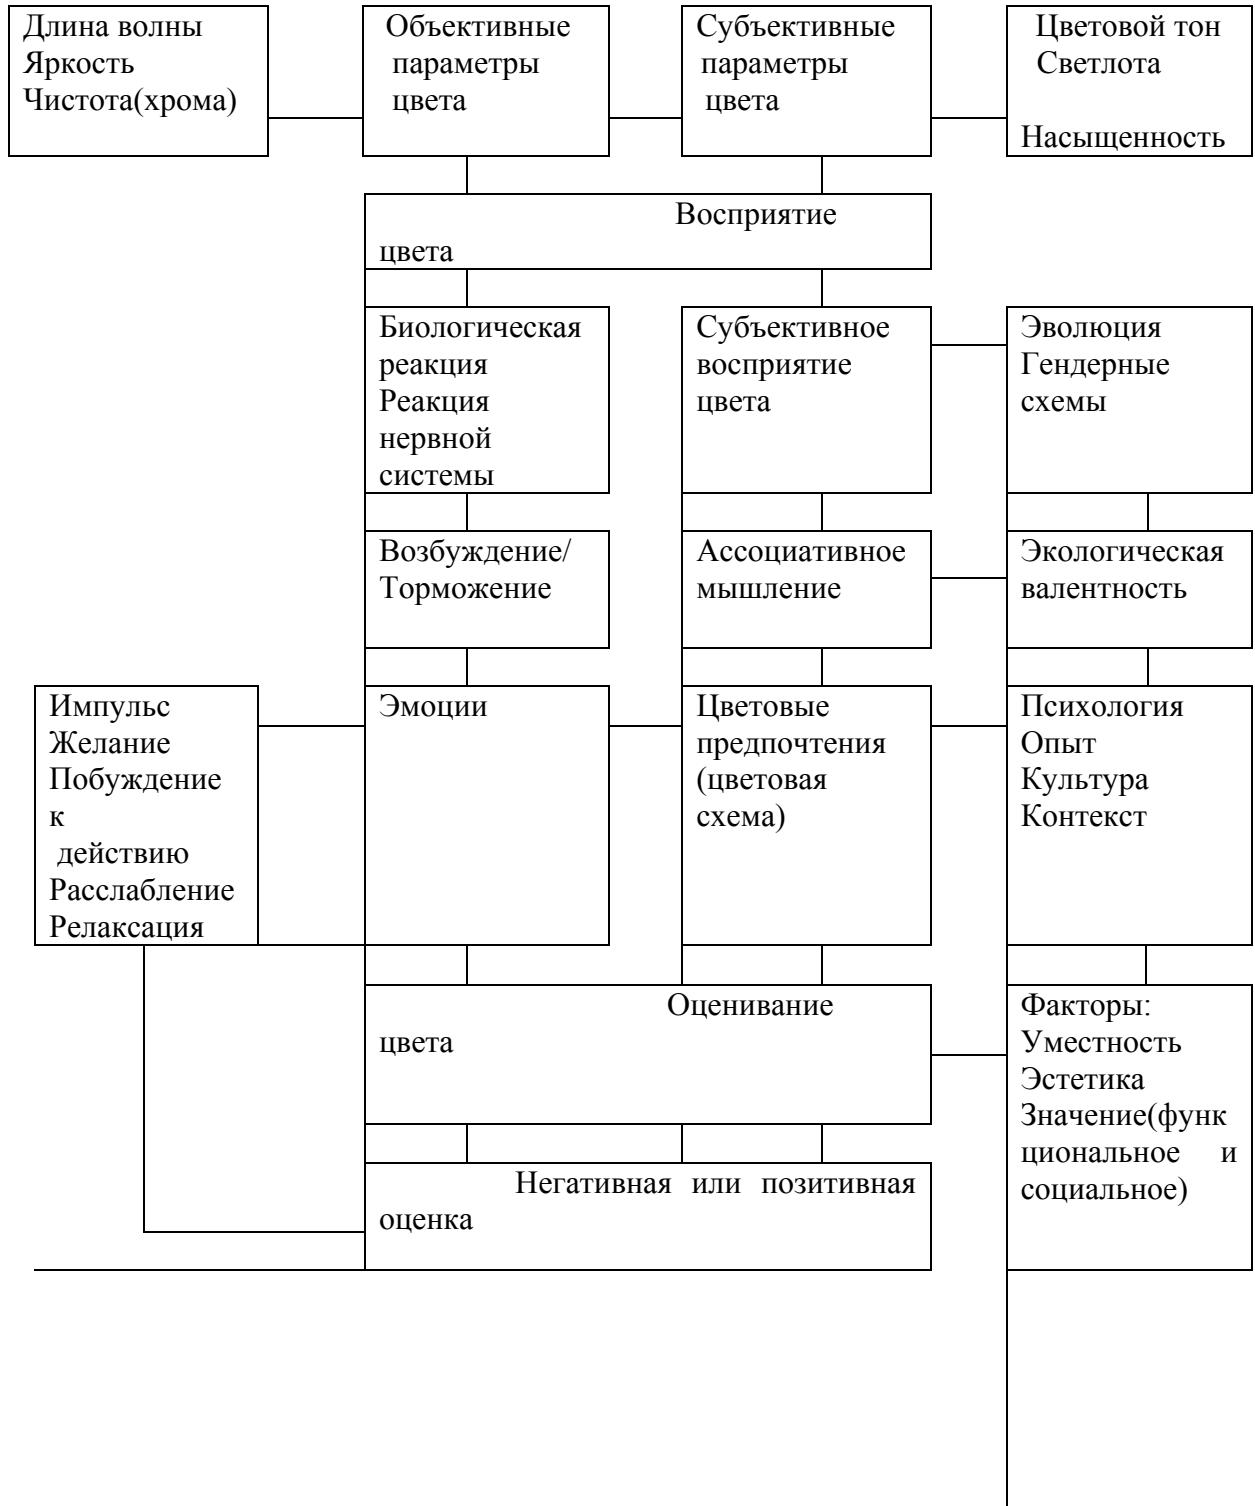 Длина волны
Яркость
Чистота(хрома)
Объективные
параметры
цвета
Субъективные
параметры
цвета
Цветовой тон
Светлота
Насыщенность
Восприятие
цвета
Биологическая
реакция
Реакция
нервной
системы
Субъективное
восприятие
цвета
Эволюция
Гендерные
схемы
Возбуждение/
Торможение
Ассоциативное
мышление
Экологическая
валентность
Импульс
Желание
Побуждение
к
действию
Расслабление
Релаксация
Эмоции
Цветовые
предпочтения
(цветовая
схема)
Психология
Опыт
Культура
Контекст
Оценивание
цвета
Факторы:
Уместность
Эстетика
Значение(функ
циональное и
социальное)
Негативная или позитивная
оценка